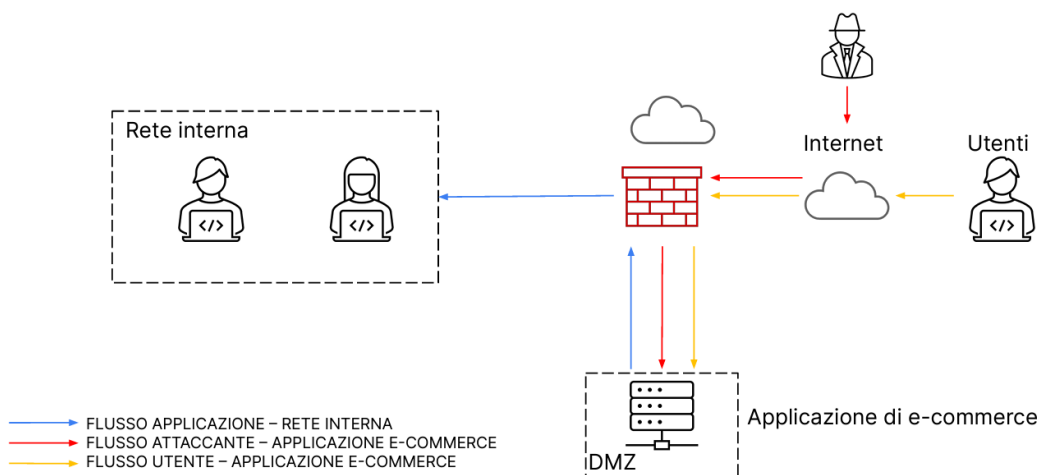 Rete interna
</>
</>
Internet
Utenti
</>
Applicazione di e-commerce
DMZ
FLUSSO APPLICAZIONE – RETE INTERNA
FLUSSO ATTACCANTE – APPLICAZIONE E-COMMERCE
FLUSSO UTENTE – APPLICAZIONE E-COMMERCE